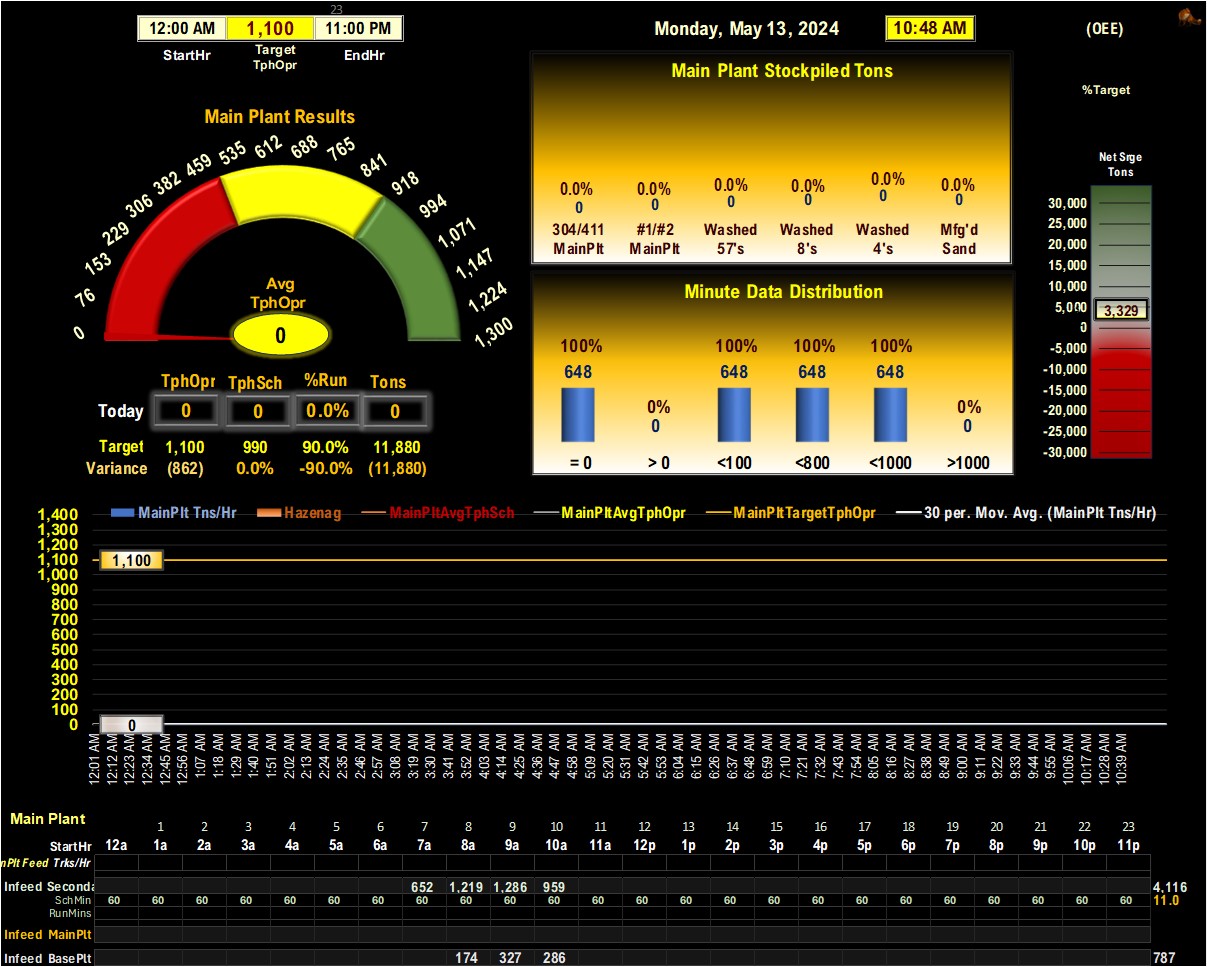 23
12:00 AM 1,100 11:00 PM
StartHr Target TphOpr EndHr
Monday, May 13, 2024 10:48 AM (OEE)
%Target
Main Plant Results
0 76 153 229 306 382 459 535 612 688 765 841 918 994 1,071 1,147 1,224 1,300
Avg
TphOpr
0
TphOpr TphSch %Run Tons
Today 0 0 0.0% 0
Target 1,100 990 90.0% 11,880
Variance (862) 0.0% -90.0% (11,880)
Main Plant Stockpiled Tons
0.0% 0.0% 0.0% 0.0% 0.0% 0.0%
0 0 0 0 0 0
304/411 #1/#2 Washed Washed Washed Mfg'd
MainPlt MainPlt 57's 8's 4's Sand
Minute Data Distribution
100% 0% 100% 100% 100% 0%
648 0 648 648 648 0
= 0 > 0 <100 <800 <1000 >1000
Net Srge
Tons
30,000
25,000
20,000
15,000
10,000
5,000
3,329
0
-5,000
-10,000
-15,000
-20,000
-25,000
-30,000
MainPlt Tns/Hr Hazenag MainPltAvgTphSch MainPltAvgTphOpr MainPltTargetTphOpr 30 per. Mov. Avg. (MainPlt Tns/Hr)
1,400
1,300
1,200
1,100 1,100
1,000
900
800
700
600
500
400
300
200
100
0 0
12:01 AM 12:12 AM 12:23 AM 12:34 AM 12:45 AM 12:56 AM 1:07 AM 1:18 AM 1:29 AM 1:40 AM 1:51 AM 2:02 AM 2:13 AM 2:24 AM 2:35 AM 2:46 AM 2:57 AM 3:08 AM 3:19 AM 3:30 AM 3:41 AM 3:52 AM 4:03 AM 4:14 AM 4:25 AM 4:36 AM 4:47 AM 4:58 AM 5:09 AM 5:20 AM 5:31 AM 5:42 AM 5:53 AM 6:04 AM 6:15 AM 6:26 AM 6:37 AM 6:48 AM 6:59 AM 7:10 AM 7:21 AM 7:32 AM 7:43 AM 7:54 AM 8:05 AM 8:16 AM 8:27 AM 8:38 AM 8:49 AM 9:00 AM 9:11 AM 9:22 AM 9:33 AM 9:44 AM 9:55 AM 10:06 AM 10:17 AM 10:28 AM 10:39 AM
Main Plant
1 2 3 4 5 6 7 8 9 10 11 12 13 14 15 16 17 18 19 20 21 22 23
StartHr 12a 1a 2a 3a 4a 5a 6a 7a 8a 9a 10a 11a 12p 1p 2p 3p 4p 5p 6p 7p 8p 9p 10p 11p
nPlt Feed Trks/Hr
Infeed Seconda 652 1,219 1,286 959 4,116
SchMin 60 60 60 60 60 60 60 60 60 60 60 60 60 60 60 60 60 60 60 60 60 60 60 60 11.0
RunMins
Infeed MainPlt
Infeed BasePlt 174 327 286 787